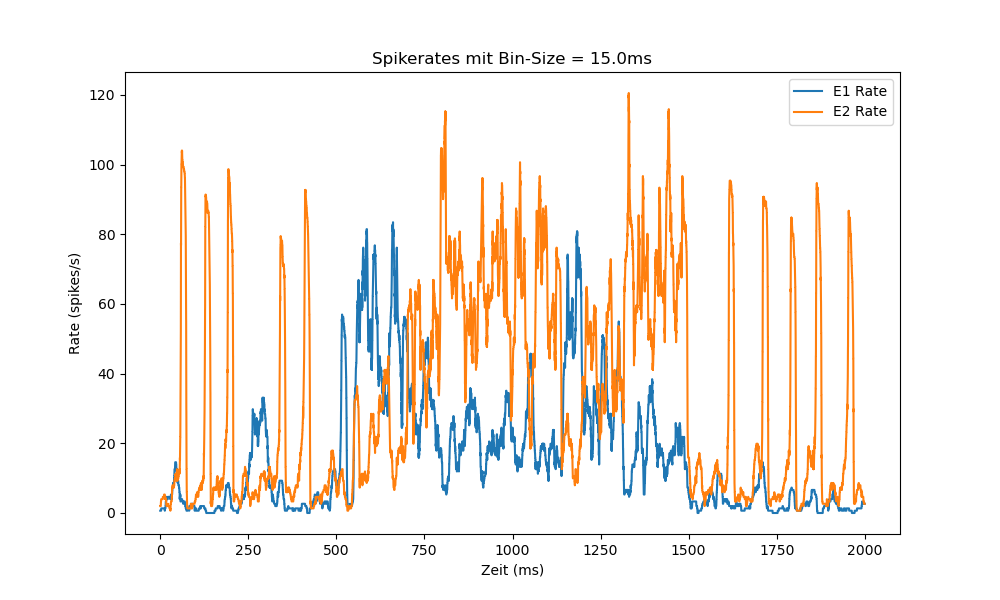 Spikerates mit Bin-Size = 15.0ms
E1 Rate
E2 Rate
Rate (spikes/s)
120
100
80
60
40
20
0
0 250 500 750 1000 1250 1500 1750 2000
Zeit (ms)